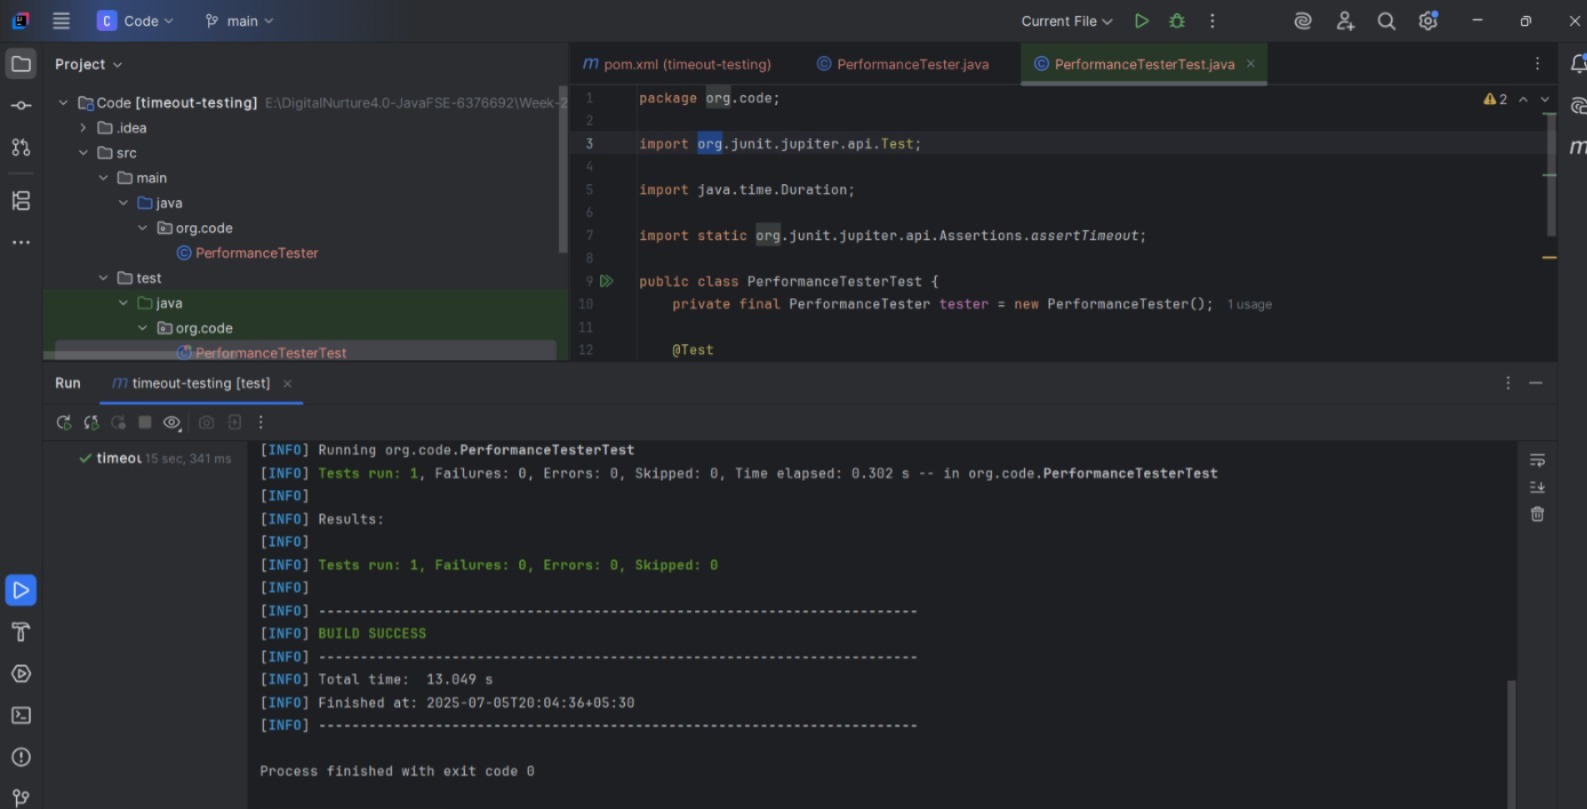 C Code main Current File
Project
pom.xml (timeout-testing) PerformanceTester.java PerformanceTesterTest.java
Code [timeout-testing] E:\DigitalNurture4.0-JavaFSE-6376692\Week-2
.idea
src
main
java
org.code
PerformanceTester
test
java
org.code
PerformanceTesterTest
2
1 package org.code;
2
3 import org.junit.jupiter.api.Test;
4
5 import java.time.Duration;
6
7 import static org.junit.jupiter.api.Assertions.assertTimeout;
8
9 public class PerformanceTesterTest {
10 private final PerformanceTester tester = new PerformanceTester(); 1 usage
11
12 @Test
Run timeout-testing [test]
timeou 15 sec, 341 ms
[INFO] Running org.code.PerformanceTesterTest
[INFO] Tests run: 1, Failures: 0, Errors: 0, Skipped: 0, Time elapsed: 0.302 s -- in org.code.PerformanceTesterTest
[INFO]
[INFO] Results:
[INFO]
[INFO] Tests run: 1, Failures: 0, Errors: 0, Skipped: 0
[INFO]
[INFO] ------------------------------------------------------------------------
[INFO] BUILD SUCCESS
[INFO] ------------------------------------------------------------------------
[INFO] Total time:  13.049 s
[INFO] Finished at: 2025-07-05T20:04:36+05:30
[INFO] ------------------------------------------------------------------------
Process finished with exit code 0